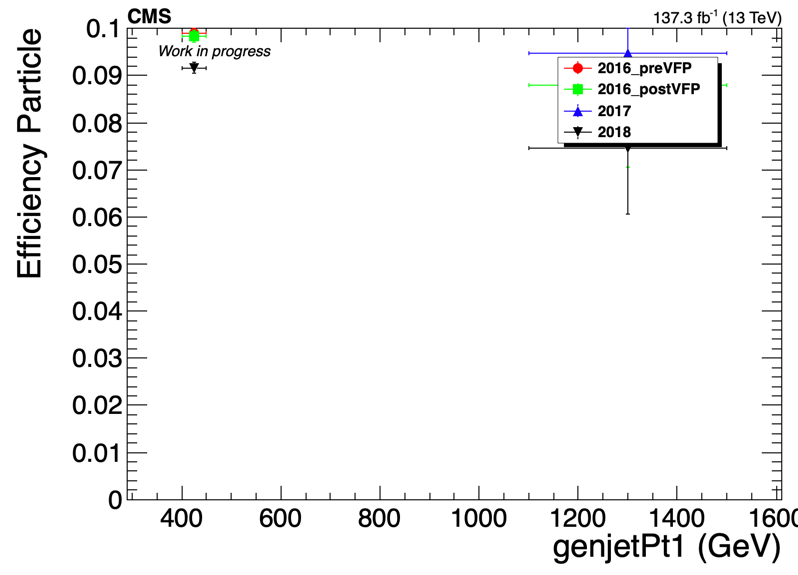 CMS
137.3 fb⁻¹ (13 TeV)
Work in progress
2016_preVFP
2016_postVFP
2017
2018
Efficiency Particle
0.1
0.09
0.08
0.07
0.06
0.05
0.04
0.03
0.02
0.01
0
400 600 800 1000 1200 1400 1600
genjetPt1 (GeV)